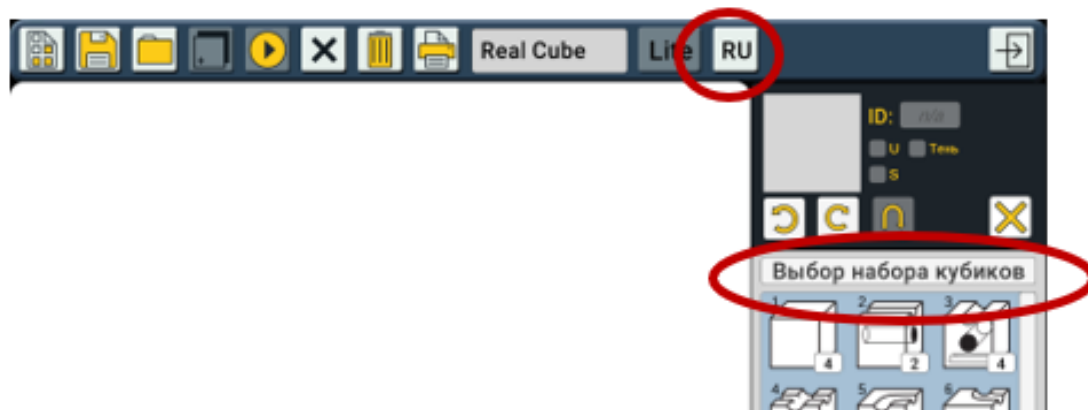 Real Cube
Lite
RU
ID: n/a
U Тень
S
Выбор набора кубиков
1 2 3
4 2 4
4 5 6